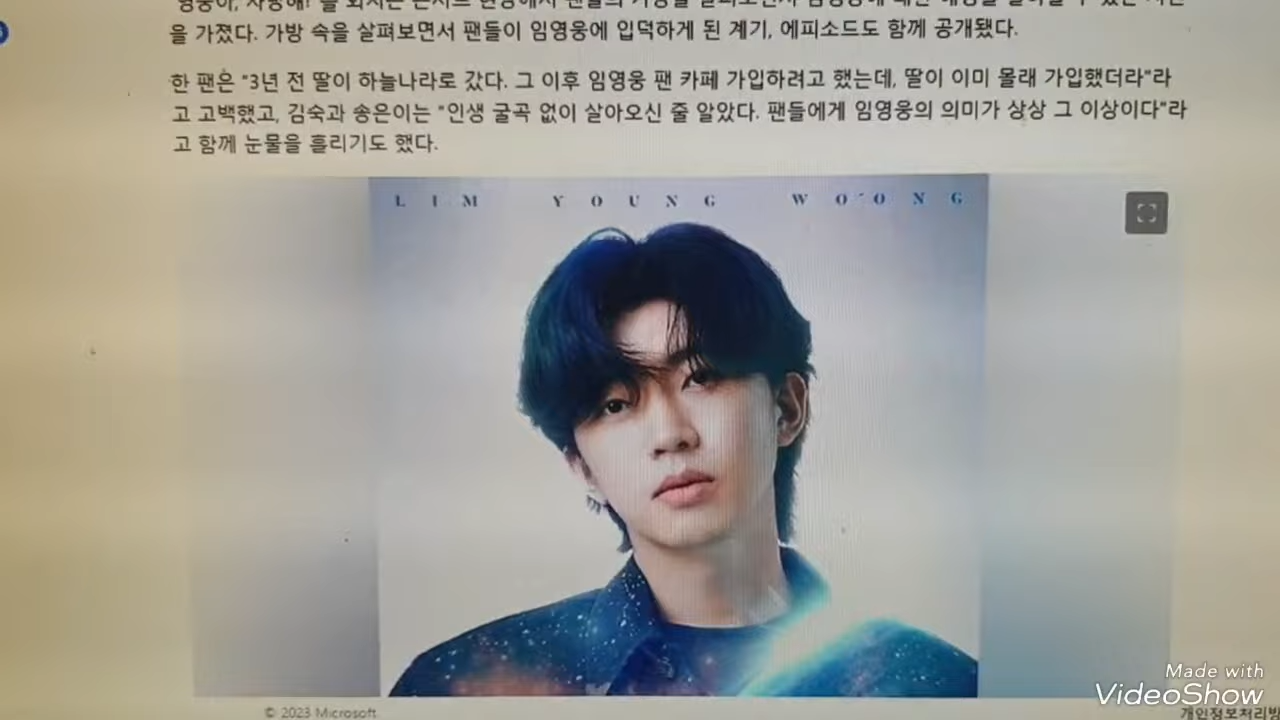 을 가졌다. 가방 속을 살펴보면서 팬들이 임영웅에 입덕하게 된 계기, 에피소드도 함께 공개됐다.
한 팬은 "3년 전 딸이 하늘나라로 갔다. 그 이후 임영웅 팬 카페 가입하려고 했는데, 딸이 이미 몰래 가입했더라"라
고 고백했고, 김숙과 송은이는 "인생 굴곡 없이 살아오신 줄 알았다. 팬들에게 임영웅의 의미가 상상 그 이상이다"라
고 함께 눈물을 흘리기도 했다.
LIM YOUNG WOONG
Made with
VideoShow
© 2023 Microsoft
개인정보처리방